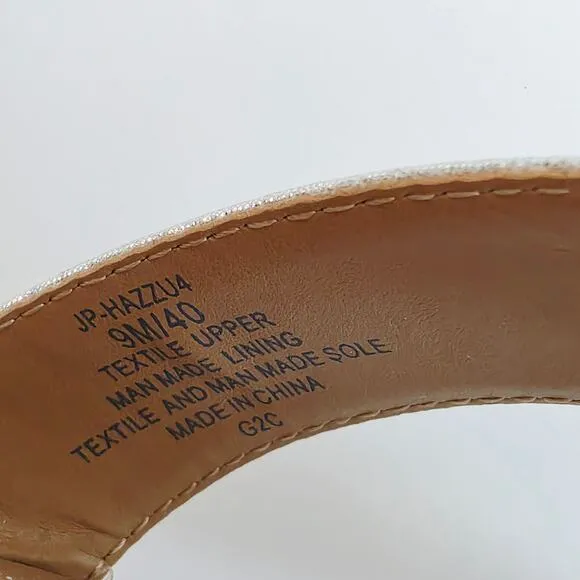 JP-HAZZU4
9M/40
TEXTILE UPPER
MAN MADE LINING
TEXTILE AND MAN MADE SOLE
MADE IN CHINA
G2C